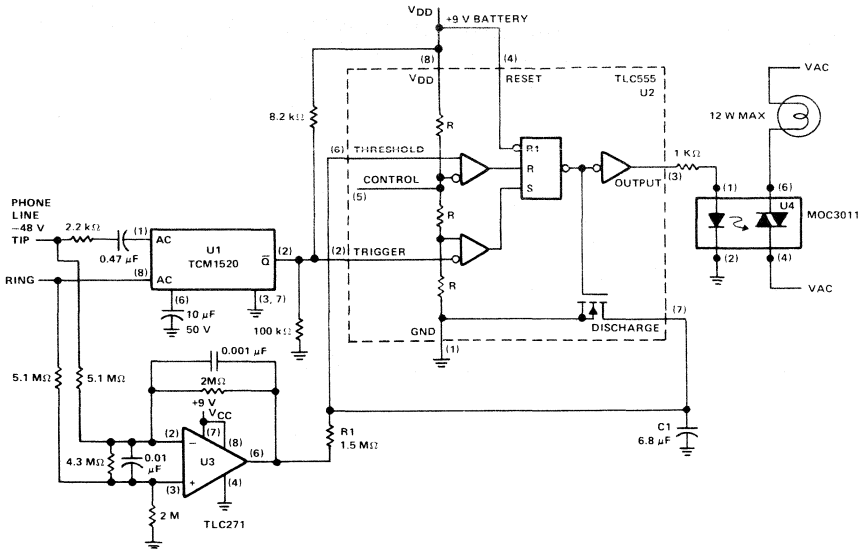 VDD
+9 V BATTERY
(8)
(4)
VDD
RESET
TLC555
U2
VAC
12 W MAX
8.2 kΩ
R
(6)
THRESHOLD
R1
R
S
CONTROL
(5)
OUTPUT
(3)
1 KΩ
(1)
(6)
U4
MOC3011
(2)
(4)
VAC
PHONE
LINE
−48 V
TIP
2.2 kΩ
(1)
0.47 µF
AC
U1
TCM1520
Q
(2)
(2)
TRIGGER
R
RING
(8)
AC
(6)
10 µF
50 V
(3, 7)
100 kΩ
R
GND
(1)
DISCHARGE
(7)
0.001 µF
5.1 MΩ
5.1 MΩ
2MΩ
+9 V
VCC
(7)
(8)
(2)
−
U3
(6)
R1
1.5 MΩ
C1
6.8 µF
4.3 MΩ
0.01
µF
(3)
+
(4)
2 M
TLC271